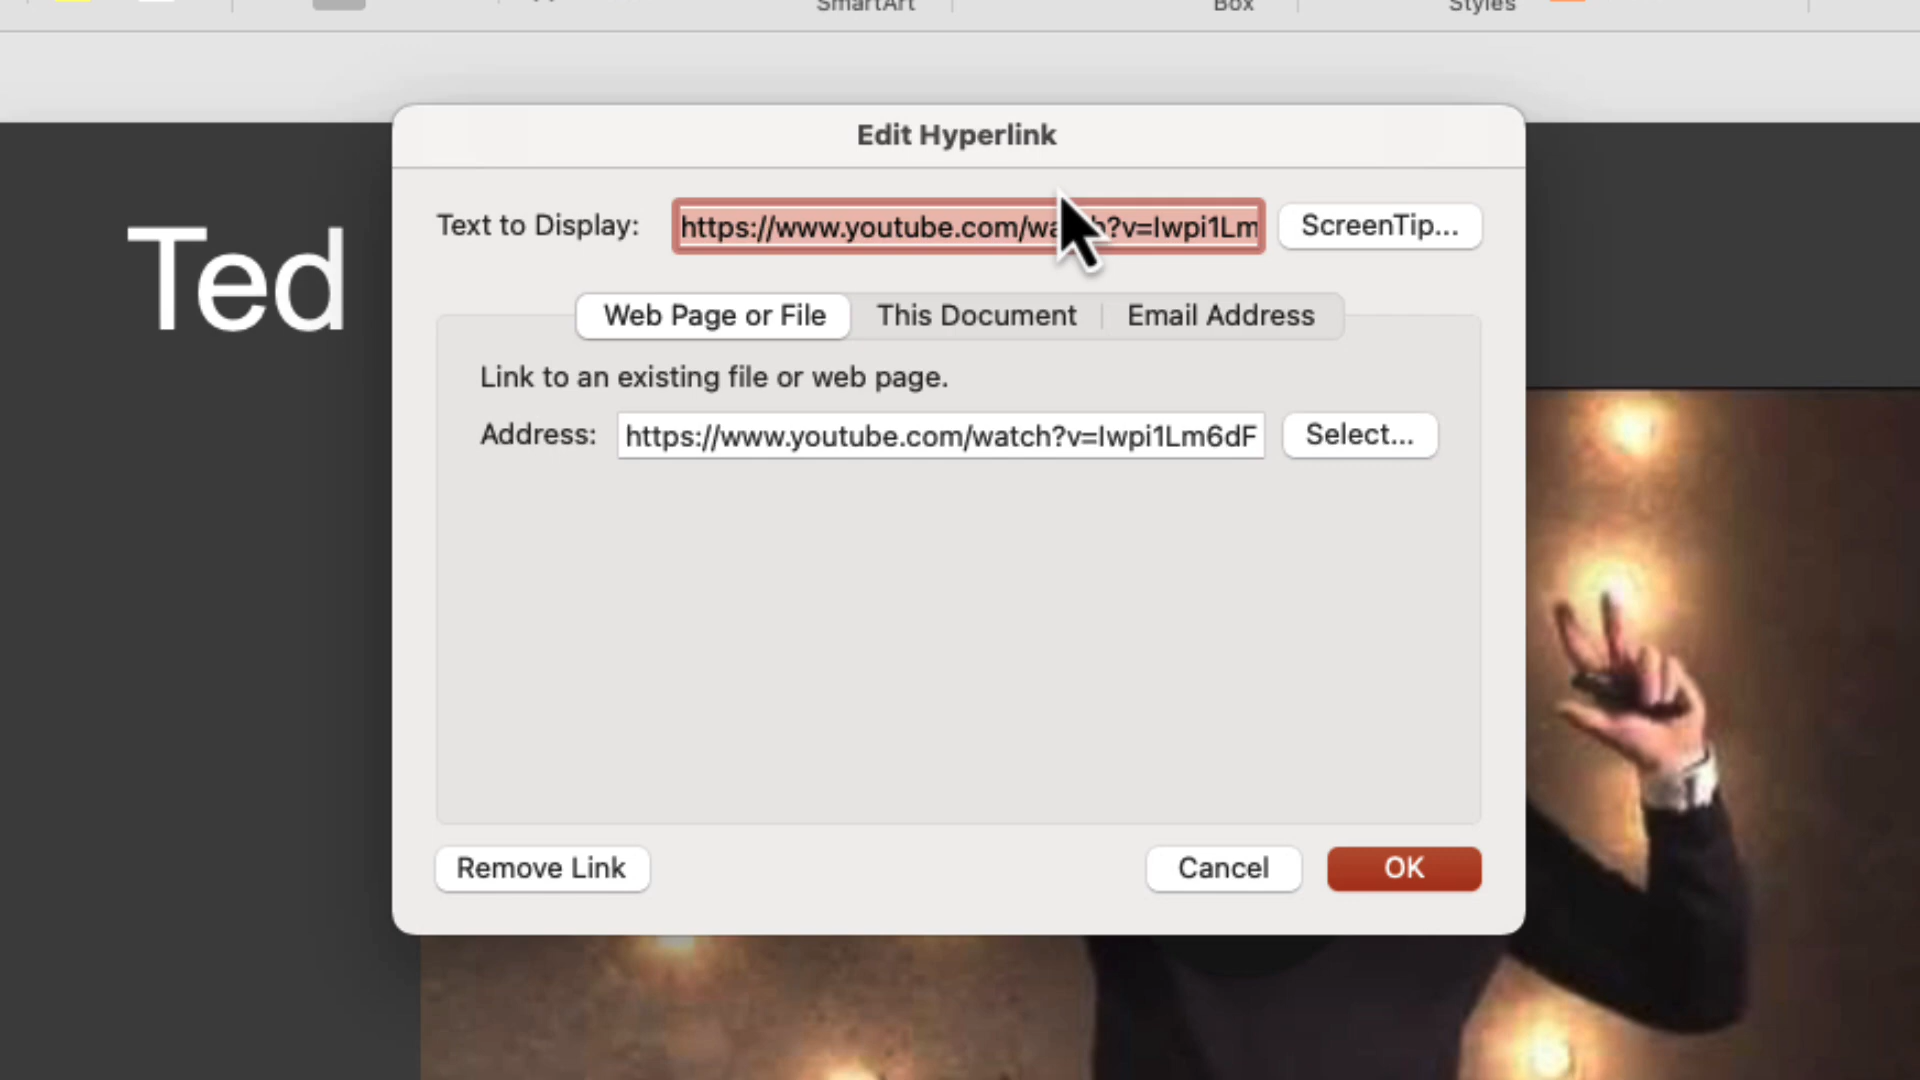 SmartArt
Box
Styles
Edit Hyperlink
Text to Display:
https://www.youtube.com/wa h?v=Iwpi1Lm
ScreenTip...
Ted
Web Page or File
This Document
Email Address
Link to an existing file or web page.
Address:
https://www.youtube.com/watch?v=Iwpi1Lm6dF
Select...
Remove Link
Cancel
OK